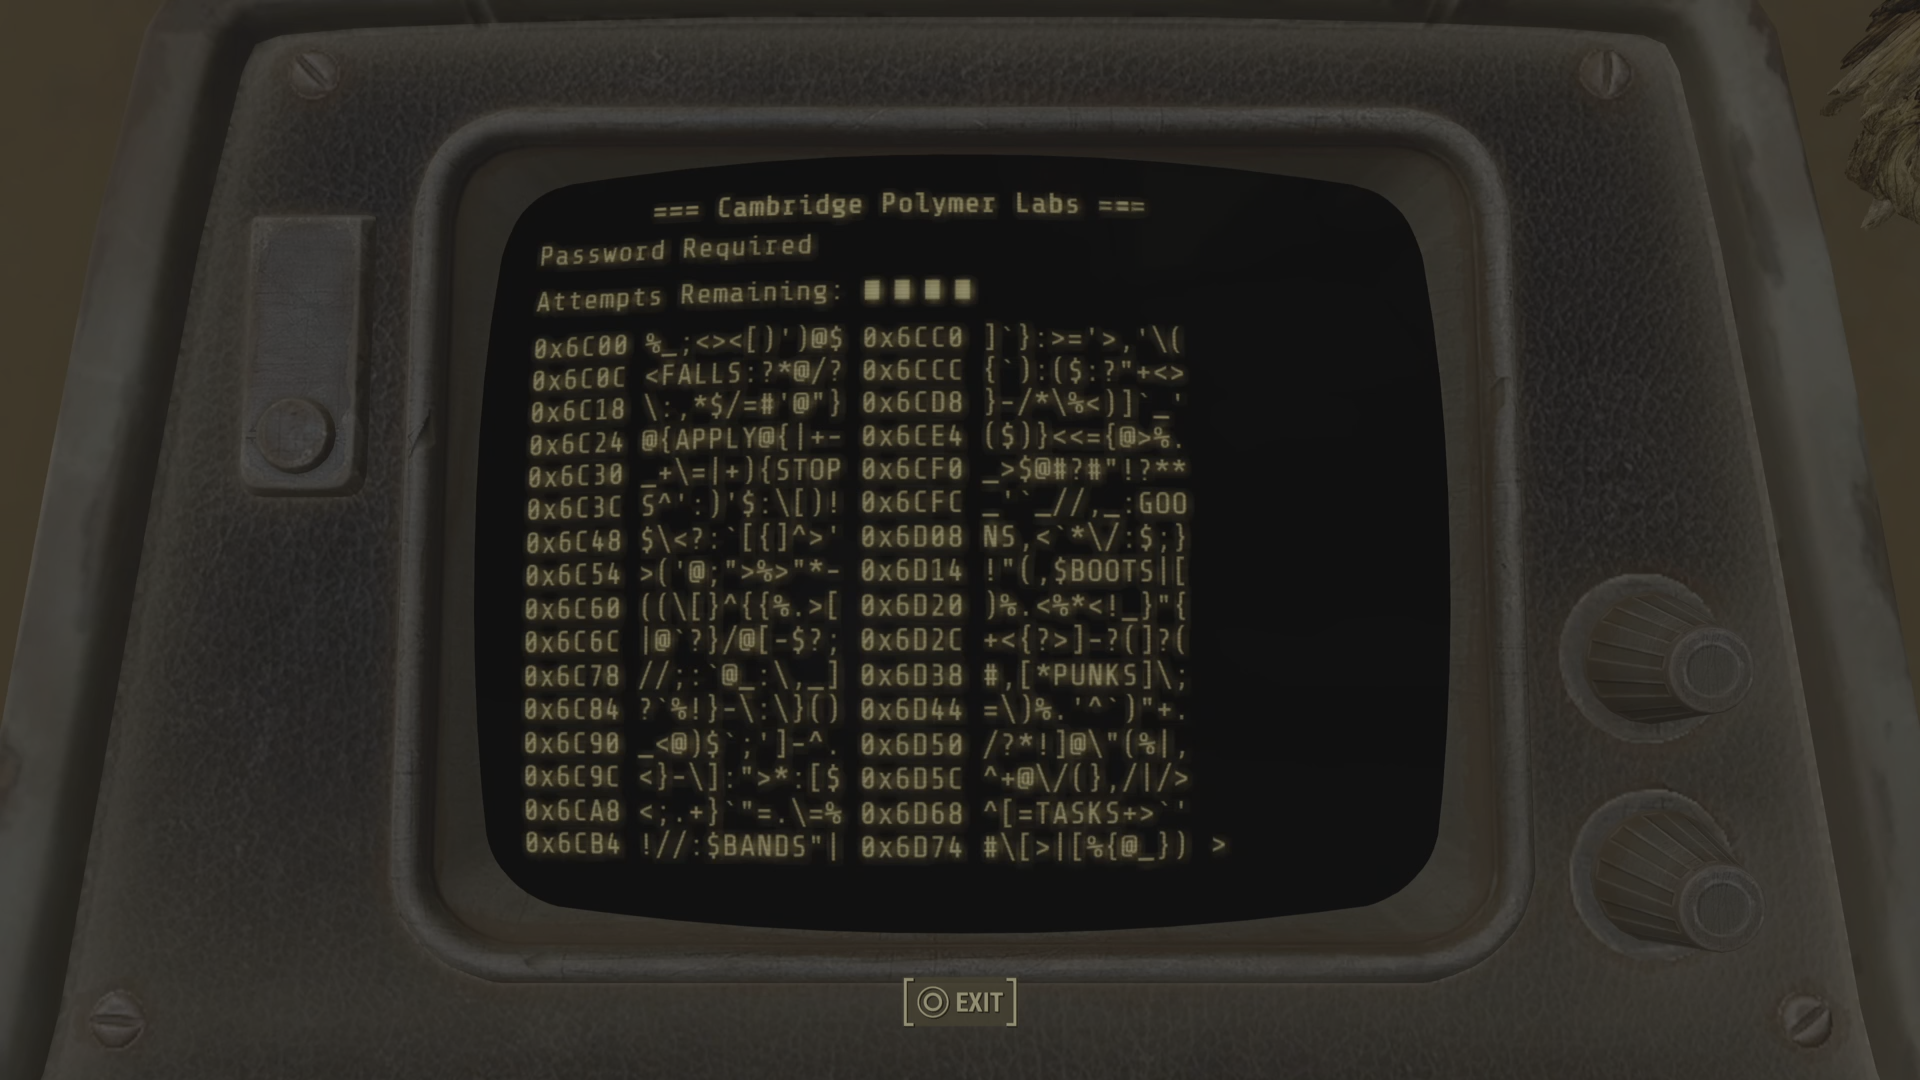 === Cambridge Polymer Labs ===
Password Required
Attempts Remaining: ■ ■ ■ ■
0x6C00 %_;<><[)')@$ 0x6CC0 ]`}:>='>,'\(
0x6C0C <FALLS:?*@/? 0x6CCC {`):($:?"+<>
0x6C18 \:,*$/=#'@"} 0x6CD8 }-/*\%<)]`_'
0x6C24 @{APPLY@{|+- 0x6CE4 ($)}<<={@>%.
0x6C30 _+\=|+){STOP 0x6CF0 _>$@#?#"!?**
0x6C3C S^':)'$:\[)! 0x6CFC _'`_//,_:GOO
0x6C48 $\<?:`[{]^>' 0x6D08 NS,<`*\/:$;}
0x6C54 >('@;">%>"*- 0x6D14 !"(,$BOOTS|[
0x6C60 ((\[}^{{%.>[ 0x6D20 )%.<%*<!_}"{
0x6C6C |@`?}/@[-$?; 0x6D2C +<{?>]-?(]?(
0x6C78 //;:`@_:\,_] 0x6D38 #,[*PUNKS]\;
0x6C84 ?`%!}-\:\}() 0x6D44 =\)%.'^`)"+.
0x6C90 _<@)$`;']-^. 0x6D50 /?*!]@\"(%|,
0x6C9C <}-\]:">*:[$ 0x6D5C ^+@\/(},/|/>
0x6CA8 <;.+}`"=.\=% 0x6D68 ^[=TASKS+>`'
0x6CB4 !//:$BANDS"| 0x6D74 #\[>|[%{@_}) >
EXIT